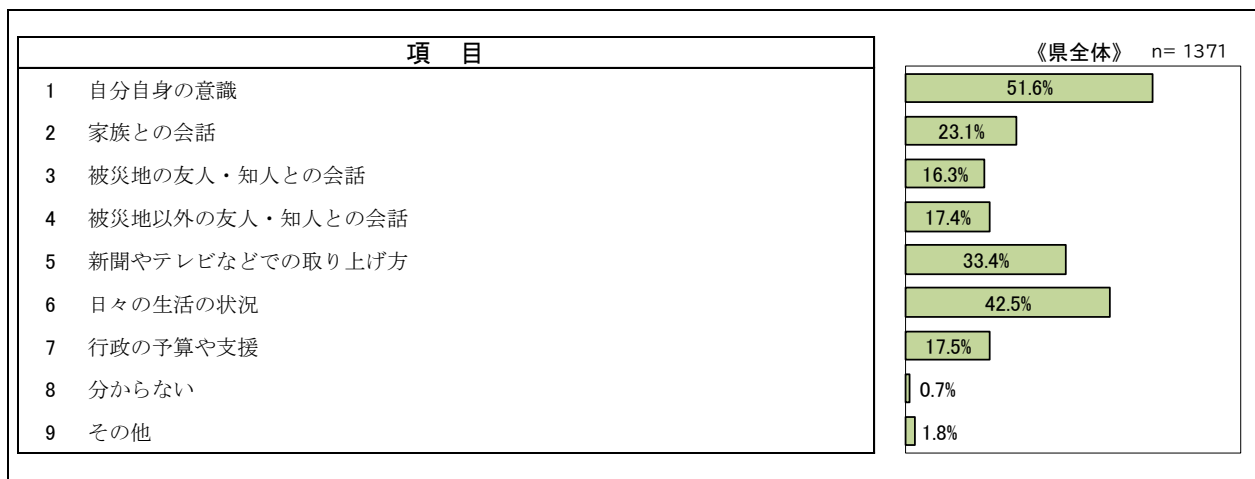 項 目
《県全体》 n= 1371
1 自分自身の意識 51.6%
2 家族との会話 23.1%
3 被災地の友人・知人との会話 16.3%
4 被災地以外の友人・知人との会話 17.4%
5 新聞やテレビなどでの取り上げ方 33.4%
6 日々の生活の状況 42.5%
7 行政の予算や支援 17.5%
8 分からない 0.7%
9 その他 1.8%